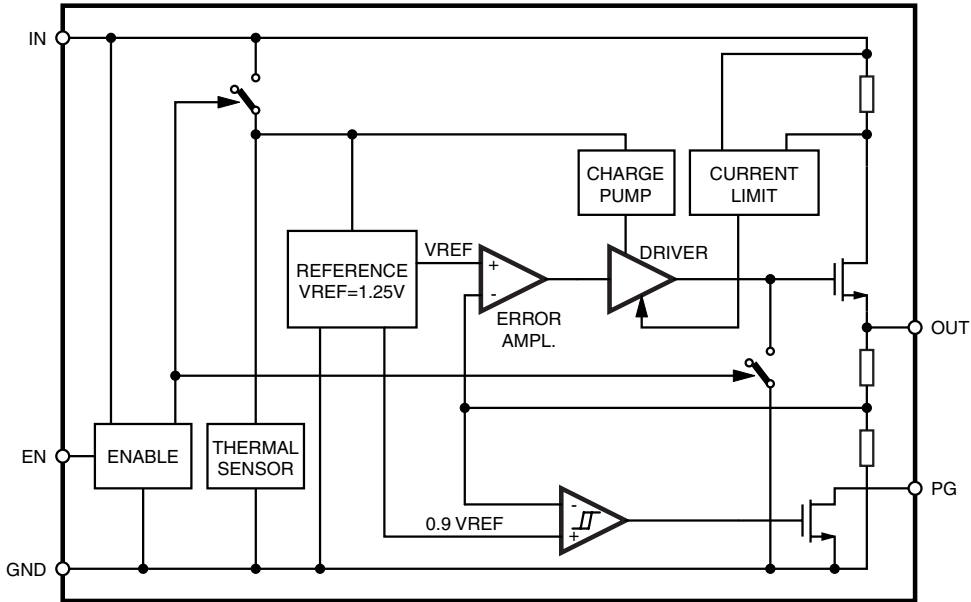 IN
CHARGE
PUMP
CURRENT
LIMIT
VREF
DRIVER
REFERENCE
VREF=1.25V
+
-
ERROR
AMPL.
OUT
EN
ENABLE
THERMAL
SENSOR
PG
-
0.9 VREF
+
GND